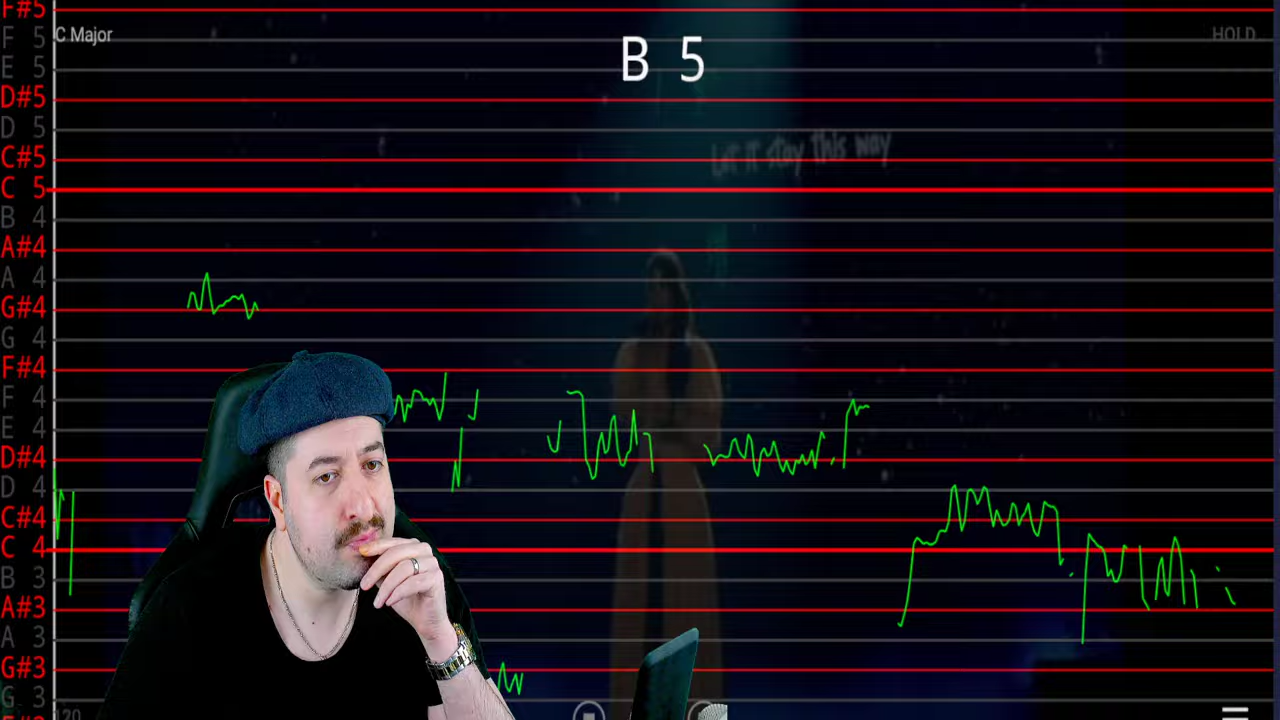 F#5
C Major
HOLD
F 5
B 5
E 5
D#5
D 5
Let it stay this way
C#5
C 5
B 4
A#4
A 4
G#4
G 4
F#4
F 4
E 4
D#4
D 4
C#4
C 4
B 3
A#3
A 3
G#3
G 3
120